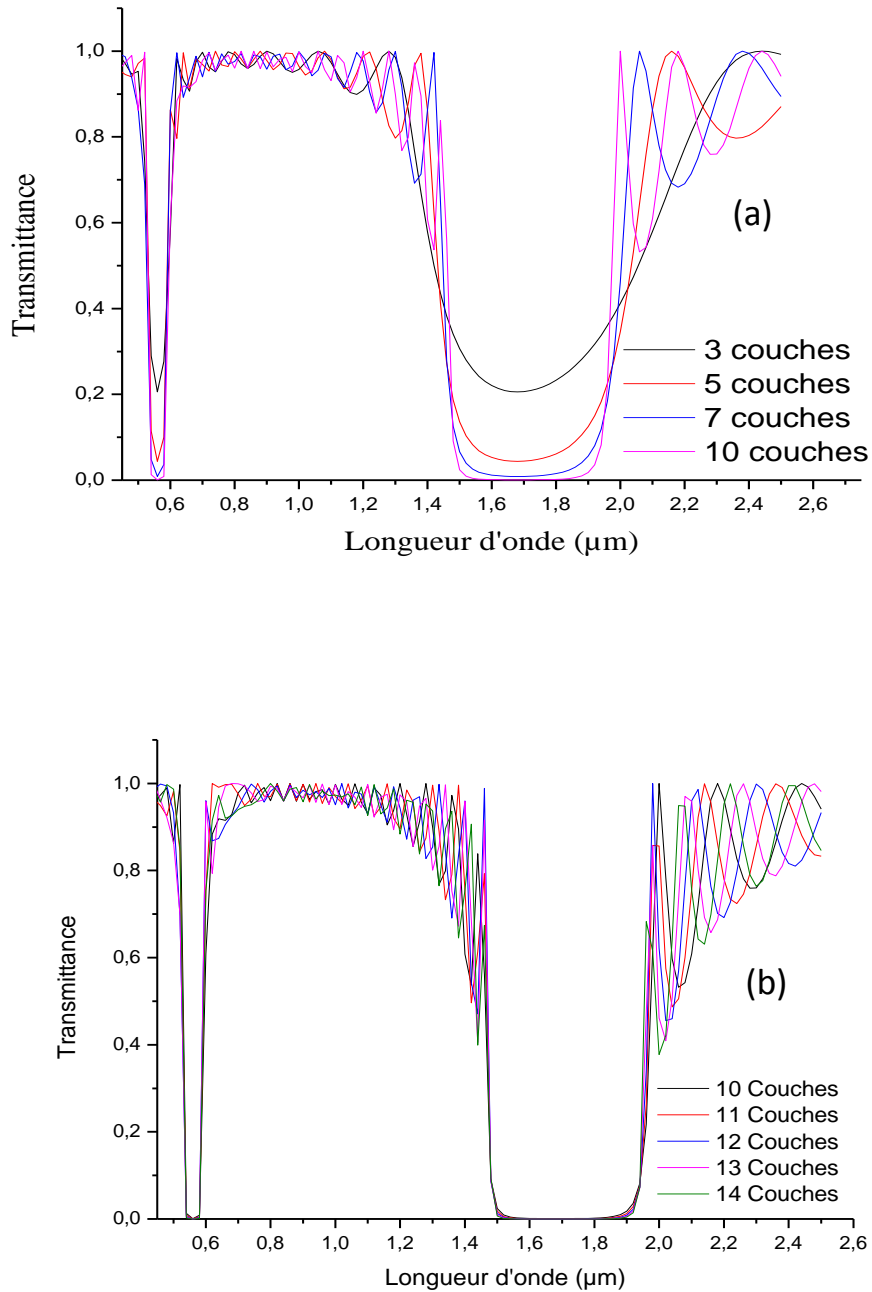 1,0
0,8
0,6
0,4
0,2
0,0
Transmittance
(a)
3 couches
5 couches
7 couches
10 couches
0,6 0,8 1,0 1,2 1,4 1,6 1,8 2,0 2,2 2,4 2,6
Longueur d'onde (µm)
1,0
0,8
0,6
0,4
0,2
0,0
Transmittance
(b)
10 Couches
11 Couches
12 Couches
13 Couches
14 Couches
0,6 0,8 1,0 1,2 1,4 1,6 1,8 2,0 2,2 2,4 2,6
Longueur d'onde (µm)